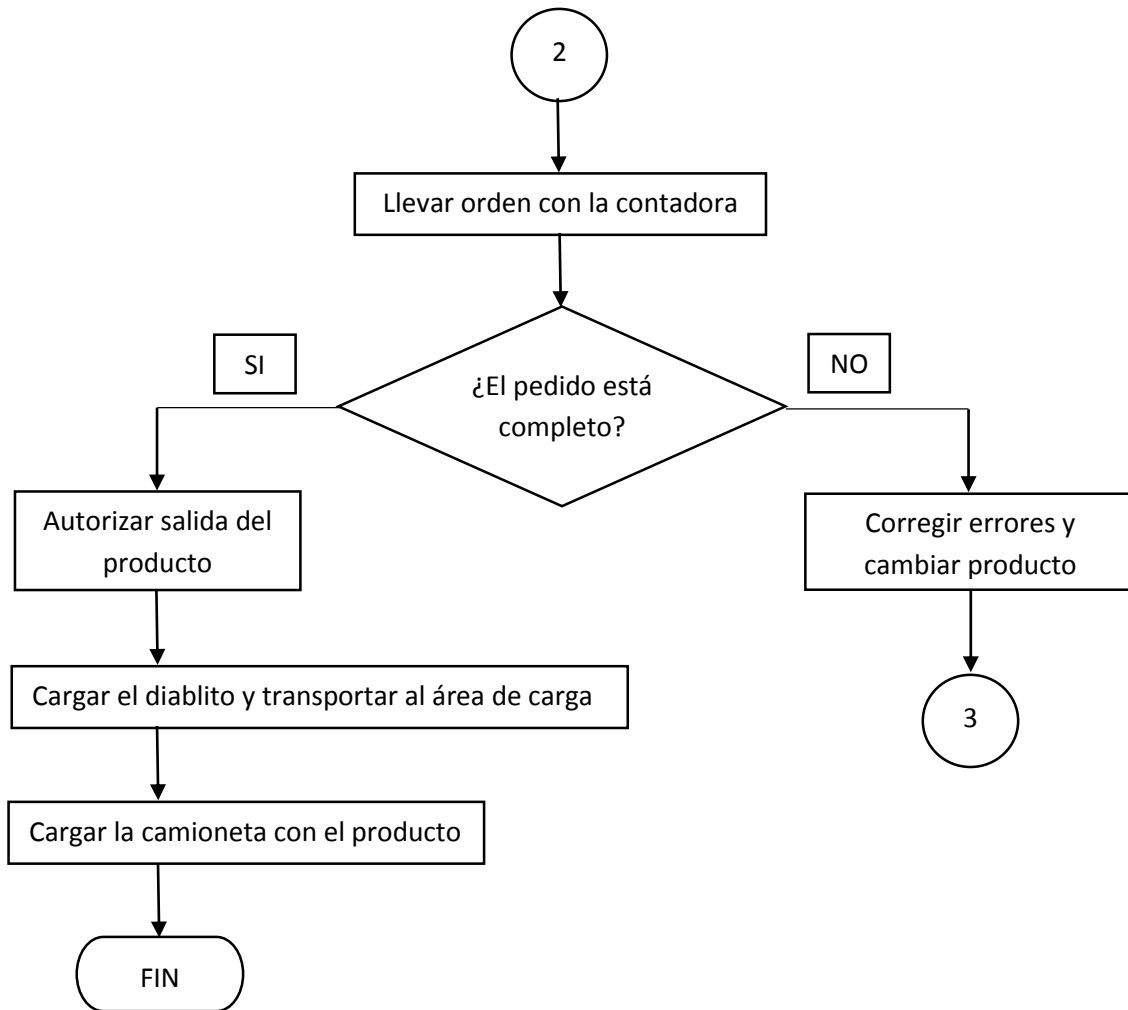 2
Llevar orden con la contadora
SI
NO
¿El pedido está
completo?
Autorizar salida del
producto
Corregir errores y
cambiar producto
Cargar el diablito y transportar al área de carga
3
Cargar la camioneta con el producto
FIN